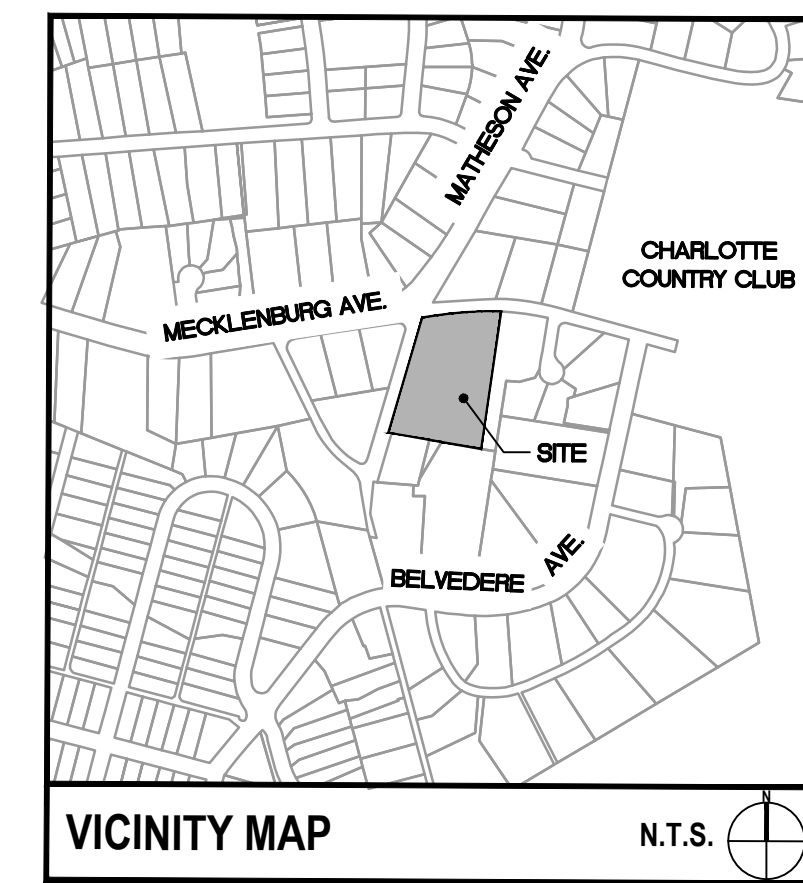 MATHESON AVE.
CHARLOTTE
COUNTRY CLUB
MECKLENBURG AVE.
SITE
BELVEDERE AVE.
VICINITY MAP
N.T.S.
N